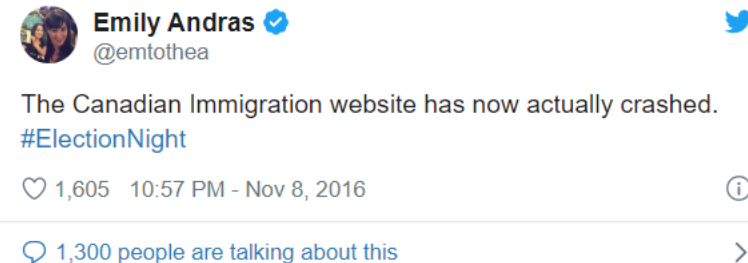 Emily Andras
@emtothea
The Canadian Immigration website has now actually crashed.
#ElectionNight
1,605 10:57 PM - Nov 8, 2016
1,300 people are talking about this